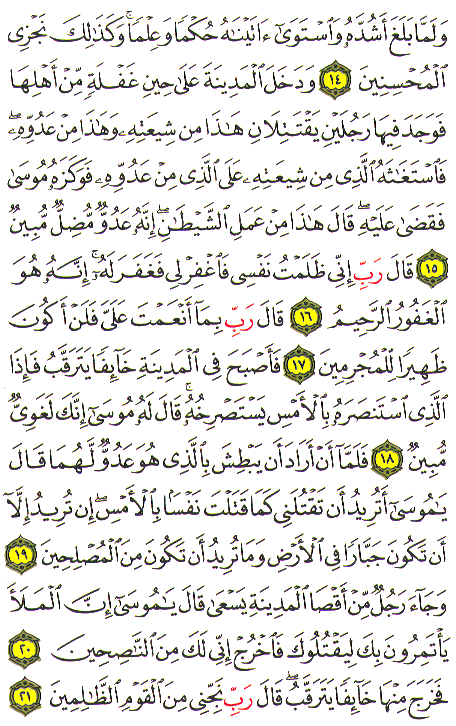 وَلَمَّا بَلَغَ أَشُدَّهُۥ وَٱسْتَوَىٰٓ ءَاتَيْنَٰهُ حُكْمًا وَعِلْمًا ۚ وَكَذَٰلِكَ نَجْزِى
ٱلْمُحْسِنِينَ ١٤ وَدَخَلَ ٱلْمَدِينَةَ عَلَىٰ حِينِ غَفْلَةٍ مِّنْ أَهْلِهَا
فَوَجَدَ فِيهَا رَجُلَيْنِ يَقْتَتِلَانِ هَٰذَا مِن شِيعَتِهِۦ وَهَٰذَا مِنْ عَدُوِّهِۦ ۖ
فَٱسْتَغَٰثَهُ ٱلَّذِى مِن شِيعَتِهِۦ عَلَى ٱلَّذِى مِنْ عَدُوِّهِۦ فَوَكَزَهُۥ مُوسَىٰ
فَقَضَىٰ عَلَيْهِ ۖ قَالَ هَٰذَا مِنْ عَمَلِ ٱلشَّيْطَٰنِ ۖ إِنَّهُۥ عَدُوٌّ مُّضِلٌّ مُّبِينٌ
١٥ قَالَ رَبِّ إِنِّى ظَلَمْتُ نَفْسِى فَٱغْفِرْ لِى فَغَفَرَ لَهُۥٓ ۚ إِنَّهُۥ هُوَ
ٱلْغَفُورُ ٱلرَّحِيمُ ١٦ قَالَ رَبِّ بِمَآ أَنْعَمْتَ عَلَىَّ فَلَنْ أَكُونَ
ظَهِيرًا لِّلْمُجْرِمِينَ ١٧ فَأَصْبَحَ فِى ٱلْمَدِينَةِ خَآئِفًا يَتَرَقَّبُ فَإِذَا
ٱلَّذِى ٱسْتَنصَرَهُۥ بِٱلْأَمْسِ يَسْتَصْرِخُهُۥ ۚ قَالَ لَهُۥ مُوسَىٰٓ إِنَّكَ لَغَوِىٌّ
مُّبِينٌ ١٨ فَلَمَّآ أَنْ أَرَادَ أَن يَبْطِشَ بِٱلَّذِى هُوَ عَدُوٌّ لَّهُمَا قَالَ
يَٰمُوسَىٰٓ أَتُرِيدُ أَن تَقْتُلَنِى كَمَا قَتَلْتَ نَفْسًۢا بِٱلْأَمْسِ ۖ إِن تُرِيدُ إِلَّآ
أَن تَكُونَ جَبَّارًا فِى ٱلْأَرْضِ وَمَا تُرِيدُ أَن تَكُونَ مِنَ ٱلْمُصْلِحِينَ ١٩
وَجَآءَ رَجُلٌ مِّنْ أَقْصَا ٱلْمَدِينَةِ يَسْعَىٰ قَالَ يَٰمُوسَىٰٓ إِنَّ ٱلْمَلَأَ
يَأْتَمِرُونَ بِكَ لِيَقْتُلُوكَ فَٱخْرُجْ إِنِّى لَكَ مِنَ ٱلنَّٰصِحِينَ ٢٠
فَخَرَجَ مِنْهَا خَآئِفًا يَتَرَقَّبُ ۖ قَالَ رَبِّ نَجِّنِى مِنَ ٱلْقَوْمِ ٱلظَّٰلِمِينَ ٢١